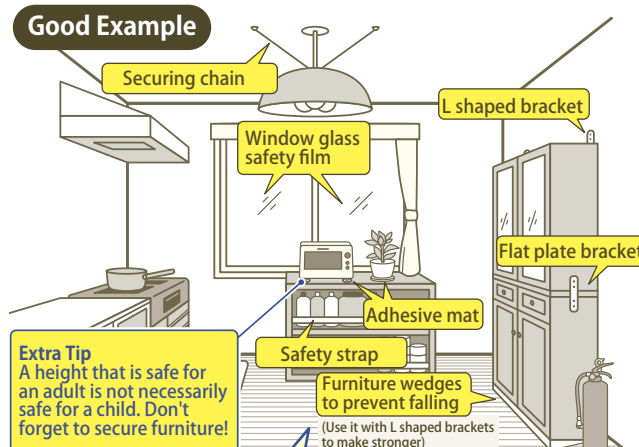 Good Example
Securing chain
L shaped bracket
Window glass
safety film
Flat plate bracket
Adhesive mat
Safety strap
Extra Tip
A height that is safe for
an adult is not necessarily
safe for a child. Don't
forget to secure furniture!
Furniture wedges
to prevent falling
(Use it with L shaped brackets
to make stronger)